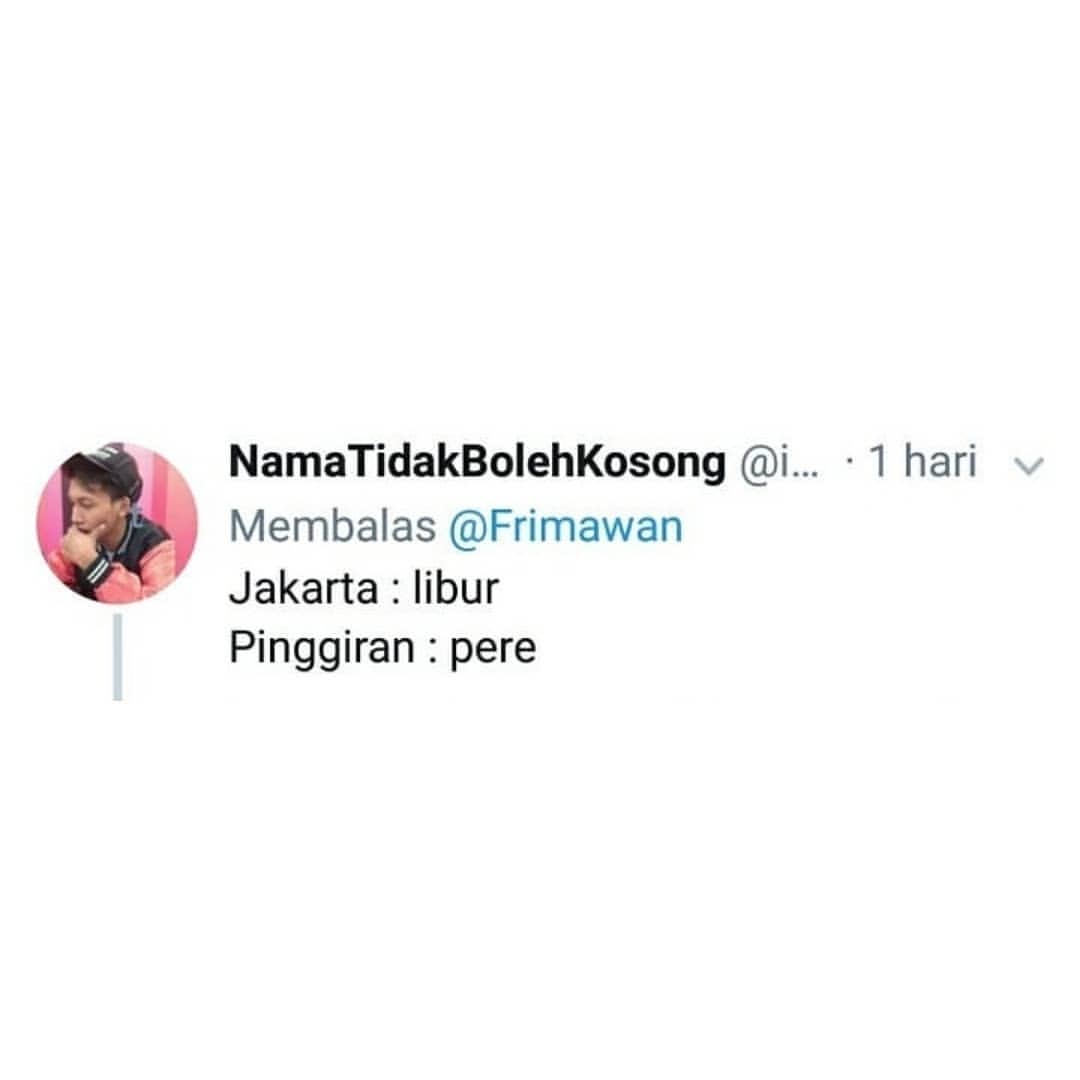 NamaTidakBolehKosong @i... · 1 hari
Membalas @Frimawan
Jakarta : libur
Pinggiran : pere